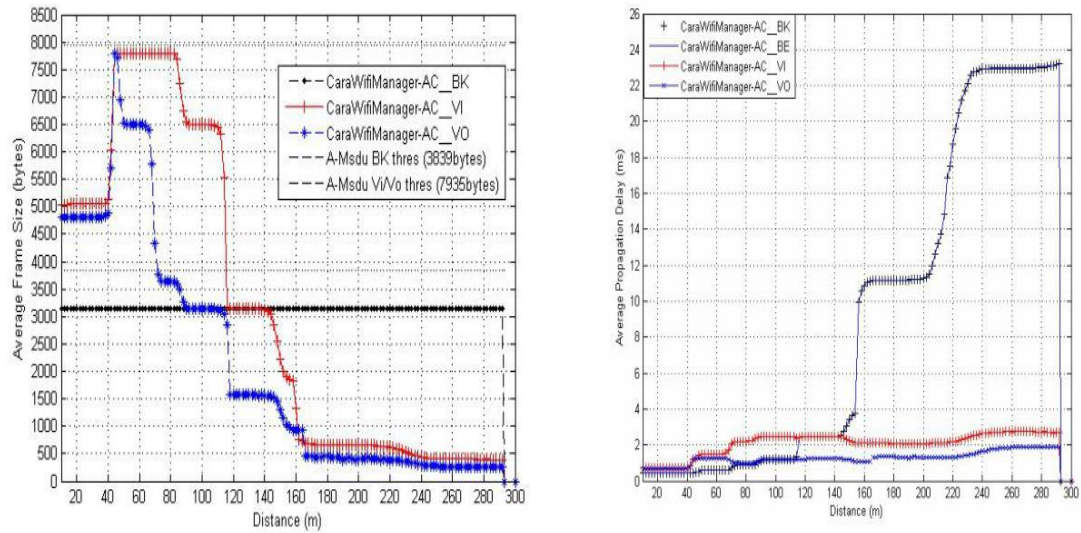 8500
8000
7500
7000
6500
6000
5500
5000
4500
4000
3500
3000
2500
2000
1500
1000
500
0
Average Frame Size (bytes)
CaraWifiManager-AC__BK
CaraWifiManager-AC__VI
CaraWifiManager-AC__VO
A-Msdu BK thres (3839bytes)
A-Msdu Vi/Vo thres (7935bytes)
20 40 60 80 100 120 140 160 180 200 220 240 260 280 300
Distance (m)
26
24
22
20
18
16
14
12
10
8
6
4
2
0
Average Propagation Delay (ms)
CaraWifiManager-AC__BK
CaraWifiManager-AC__BE
CaraWifiManager-AC__VI
CaraWifiManager-AC__VO
20 40 60 80 100 120 140 160 180 200 220 240 260 280 300
Distance (m)